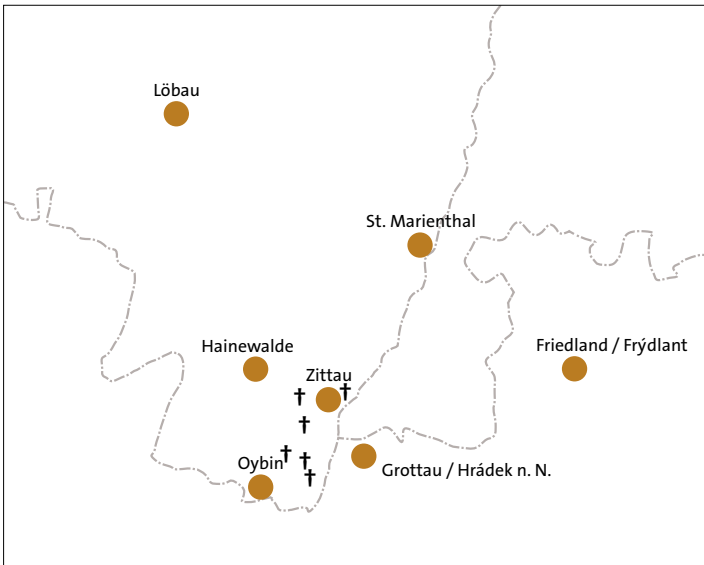 Löbau
St. Marienthal
Hainewalde
Friedland / Frýdlant
Zittau
Oybin
Grottau / Hrádek n. N.